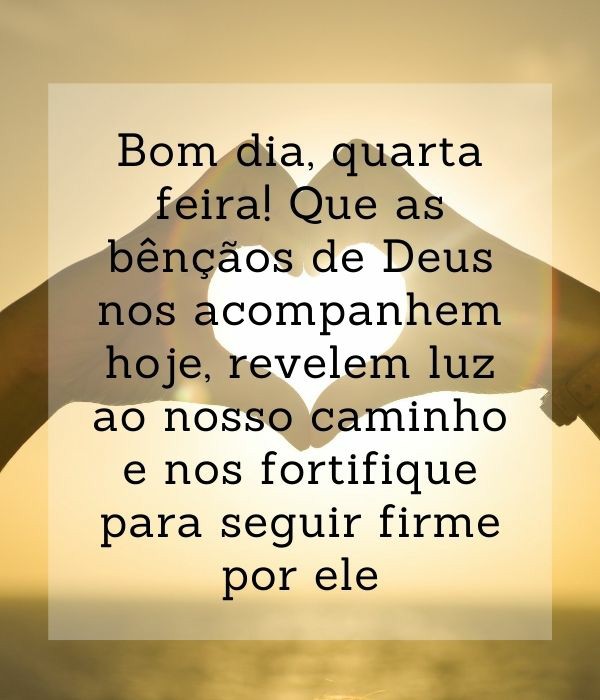 Bom dia, quarta
feira! Que as
bênçãos de Deus
nos acompanhem
hoje, revelem luz
ao nosso caminho
e nos fortifique
para seguir firme
por ele